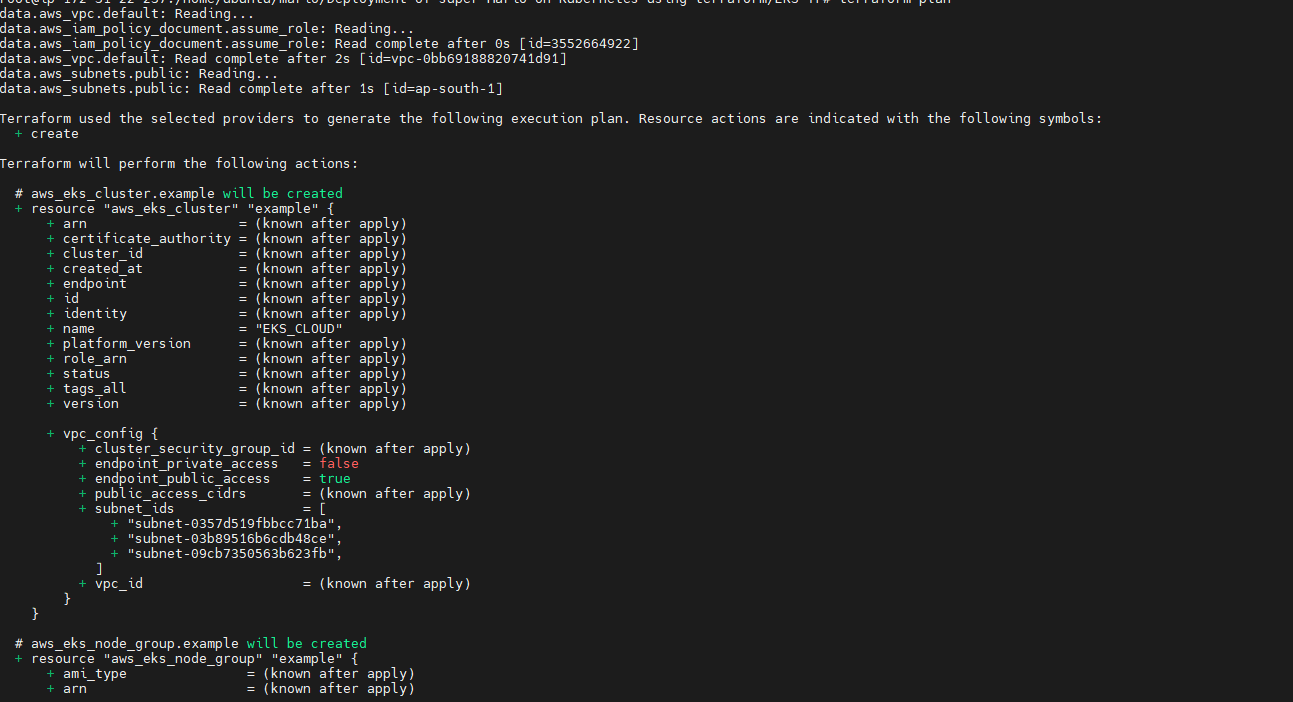 data.aws_vpc.default: Reading...
data.aws_iam_policy_document.assume_role: Reading...
data.aws_iam_policy_document.assume_role: Read complete after 0s [id=3552664922]
data.aws_vpc.default: Read complete after 2s [id=vpc-0bb69188820741d91]
data.aws_subnets.public: Reading...
data.aws_subnets.public: Read complete after 1s [id=ap-south-1]
Terraform used the selected providers to generate the following execution plan. Resource actions are indicated with the following symbols:
+ create
Terraform will perform the following actions:
# aws_eks_cluster.example will be created
+ resource "aws_eks_cluster" "example" {
+ arn = (known after apply)
+ certificate_authority = (known after apply)
+ cluster_id = (known after apply)
+ created_at = (known after apply)
+ endpoint = (known after apply)
+ id = (known after apply)
+ identity = (known after apply)
+ name = "EKS_CLOUD"
+ platform_version = (known after apply)
+ role_arn = (known after apply)
+ status = (known after apply)
+ tags_all = (known after apply)
+ version = (known after apply)
+ vpc_config {
+ cluster_security_group_id = (known after apply)
+ endpoint_private_access = false
+ endpoint_public_access = true
+ public_access_cidrs = (known after apply)
+ subnet_ids = [
+ "subnet-0357d519fbbcc71ba",
+ "subnet-03b89516b6cdb48ce",
+ "subnet-09cb7350563b623fb",
]
+ vpc_id = (known after apply)
}
}
# aws_eks_node_group.example will be created
+ resource "aws_eks_node_group" "example" {
+ ami_type = (known after apply)
+ arn = (known after apply)